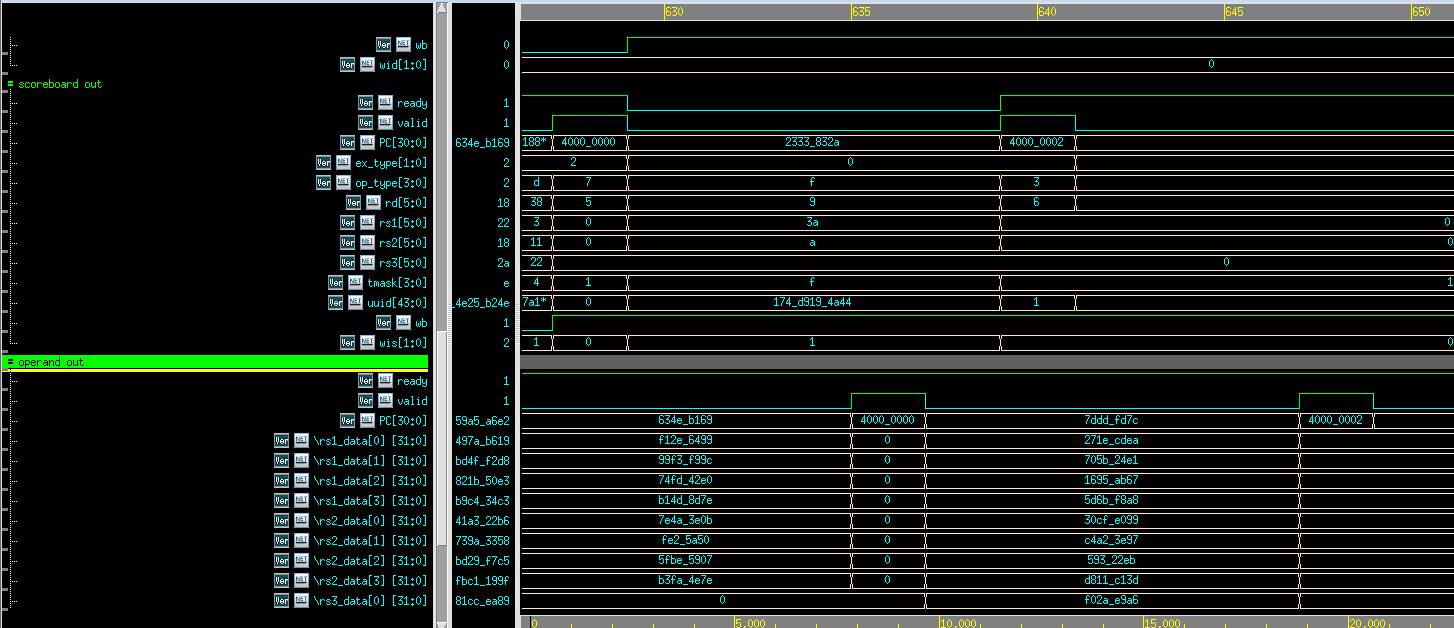 630 635 640 645 650
Ver NET wb 0
Ver NET wid[1:0] 0 0
= scoreboard out
Ver NET ready 1
Ver NET valid 1
Ver NET PC[30:0] 634e_b169 188* 4000_0000 2333_832a 4000_0002
Ver NET ex_type[1:0] 2 2 0
Ver NET op_type[3:0] 2 d 7 f 3
Ver NET rd[5:0] 18 38 5 9 6
Ver NET rs1[5:0] 22 3 0 3a 0
Ver NET rs2[5:0] 18 11 0 a 0
Ver NET rs3[5:0] 2a 22 0
Ver NET tmask[3:0] e 4 1 f 1
Ver NET uuid[43:0] _4e25_b24e 7a1* 0 174_d919_4a44 1
Ver NET wb 1
Ver NET wis[1:0] 2 1 0 1 0
= operand out
Ver NET ready 1
Ver NET valid 1
Ver NET PC[30:0] 59a5_a6e2 634e_b169 4000_0000 7ddd_fd7c 4000_0002
Ver NET \rs1_data[0] [31:0] 497a_b619 f12e_6499 0 271e_cdea
Ver NET \rs1_data[1] [31:0] bd4f_f2d8 99f3_f99c 0 705b_24e1
Ver NET \rs1_data[2] [31:0] 821b_50e3 74fd_42e0 0 1695_ab67
Ver NET \rs1_data[3] [31:0] b9c4_34c3 b14d_8d7e 0 5d6b_f8a8
Ver NET \rs2_data[0] [31:0] 41a3_22b6 7e4a_3e0b 0 30cf_e099
Ver NET \rs2_data[1] [31:0] 739a_3358 fe2_5a50 0 c4a2_3e97
Ver NET \rs2_data[2] [31:0] bd29_f7c5 5fbe_5907 0 593_22eb
Ver NET \rs2_data[3] [31:0] fbc1_199f b3fa_4e7e 0 d811_c13d
Ver NET \rs3_data[0] [31:0] 81cc_ea89 0 f02a_e9a6
0 5,000 10,000 15,000 20,000